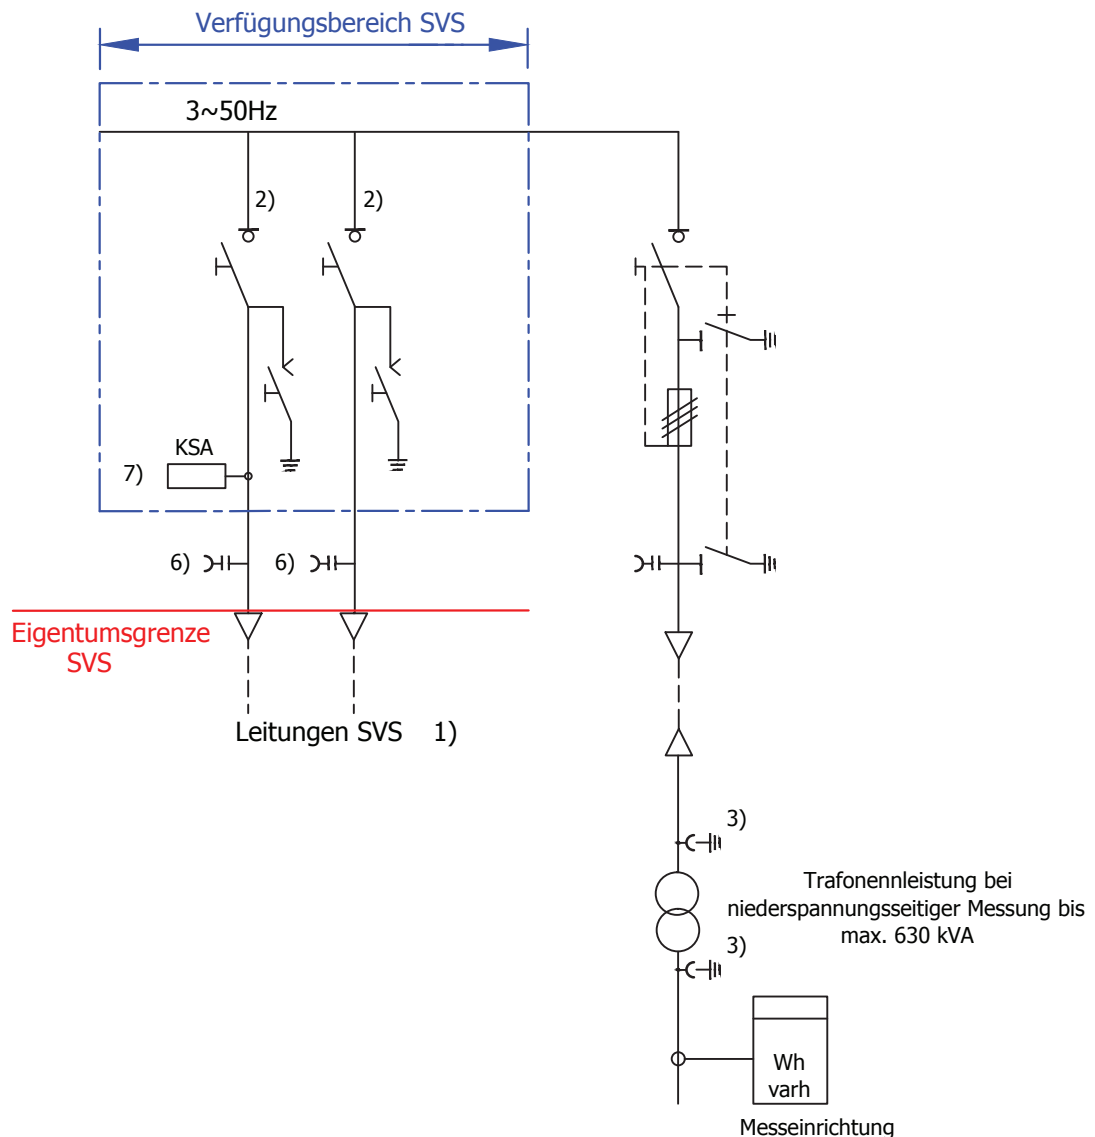 Verfügungsbereich SVS
3~50Hz
2)
2)
KSA
7)
6)
6)
Eigentumsgrenze
SVS
Leitungen SVS 1)
3)
Trafonennleistung bei
niederspannungsseitiger Messung bis
max. 630 kVA
3)
Wh
varh
Messeinrichtung